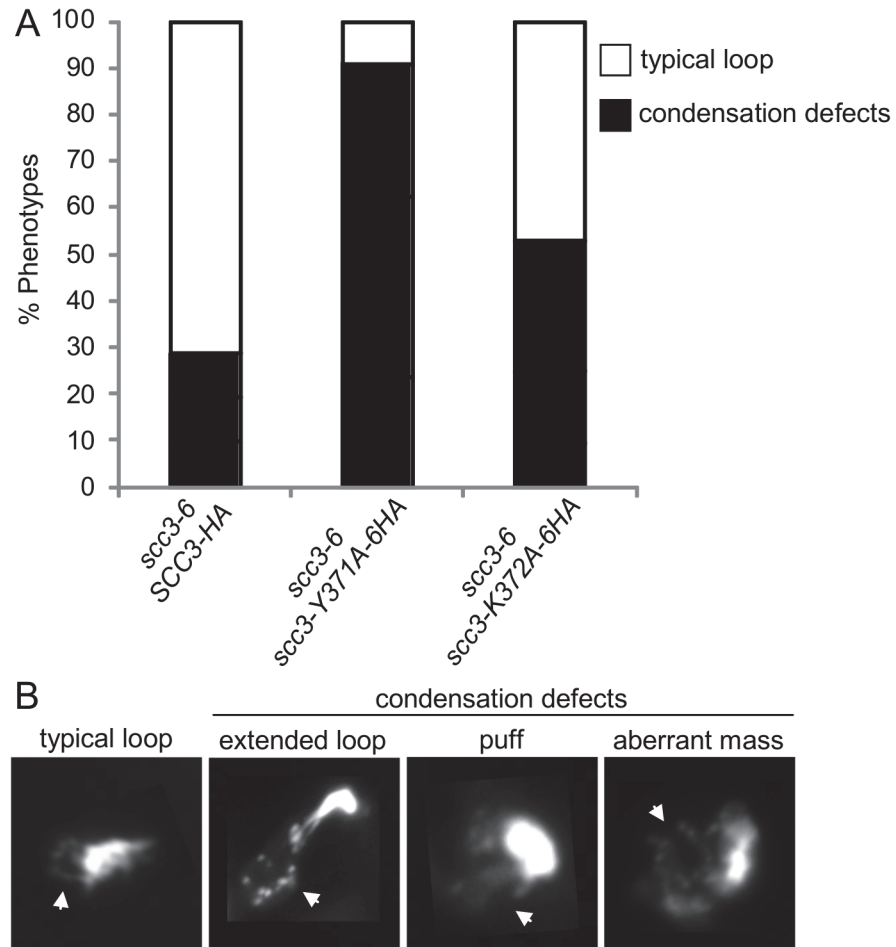 A
100
90
80
70
60
50
40
30
20
10
0
% Phenotypes
typical loop
condensation defects
scc3-6
SCC3-HA
scc3-6
scc3-Y371A-6HA
scc3-6
scc3-K372A-6HA
B
condensation defects
typical loop
extended loop
puff
aberrant mass